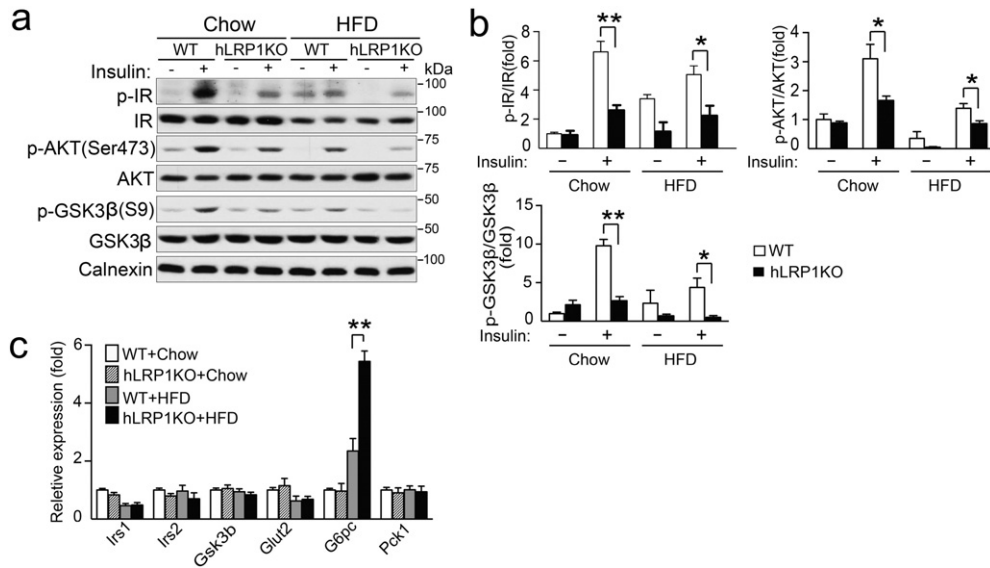 a
Chow HFD
WT hLRP1KO WT hLRP1KO
Insulin: - + - + - + - + kDa
p-IR -100
IR -100
p-AKT(Ser473) -75
AKT -75
p-GSK3β(S9) -50
GSK3β -50
Calnexin -100
b
p-IR/IR(fold)
8
6
4
2
0
** *
Insulin: − + − +
Chow HFD
p-AKT/AKT(fold)
4
3
2
1
0
* *
Insulin: − + − +
Chow HFD
p-GSK3β/GSK3β
(fold)
15
10
5
0
** *
Insulin: − + − +
Chow HFD
WT
hLRP1KO
c
Reletive expression (fold)
6
4
2
0
WT+Chow
hLRP1KO+Chow
WT+HFD
hLRP1KO+HFD
**
Irs1 Irs2 Gsk3b Glut2 G6pc Pck1